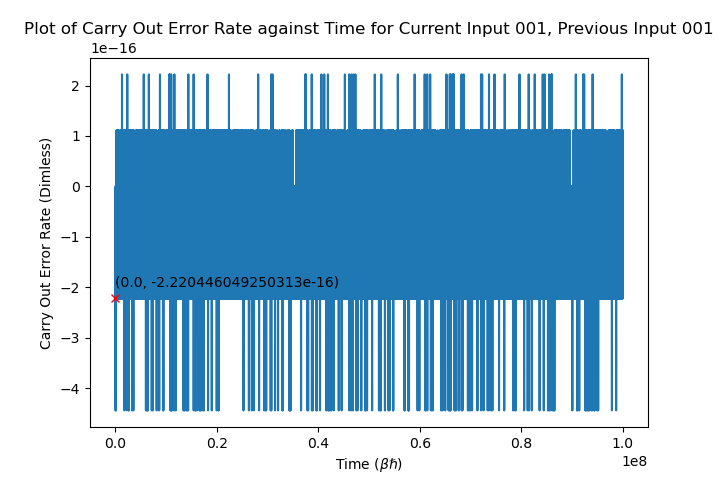 Plot of Carry Out Error Rate against Time for Current Input 001, Previous Input 001
1e−16
2
1
0
−1
−2
−3
−4
Carry Out Error Rate (Dimless)
(0.0, -2.220446049250313e-16)
0.0 0.2 0.4 0.6 0.8 1.0
1e8
Time (βℏ)